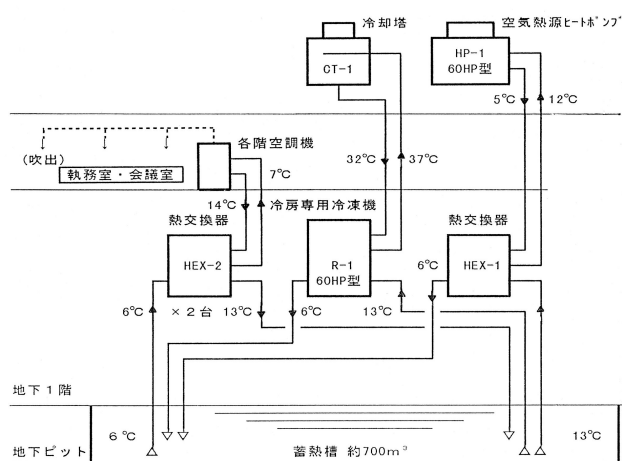 冷却塔
空気熱源ヒートポンプ
CT-1
HP-1
60HP型
5℃
12℃
各階空調機
(吹出)
執務室・会議室
32℃
37℃
7℃
14℃
冷房専用冷凍機
熱交換器
熱交換器
HEX-2
R-1
60HP型
6℃
HEX-1
6℃
×2台
13℃
6℃
13℃
地下1階
6℃
13℃
地下ピット
蓄熱槽 約700m³